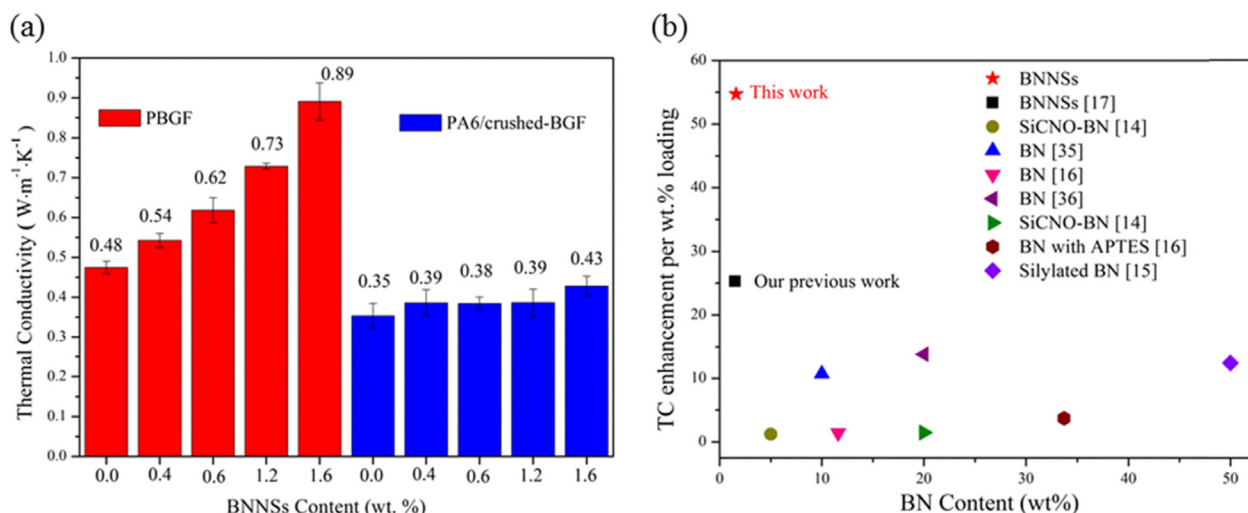 (a)
Thermal Conductivity ( W·m⁻¹·K⁻¹)
1.0
0.9
0.8
0.7
0.6
0.5
0.4
0.3
0.2
0.1
0.0
PBGF
PA6/crushed-BGF
0.48
0.54
0.62
0.73
0.89
0.35
0.39
0.38
0.39
0.43
0.0 0.4 0.6 1.2 1.6 0.0 0.4 0.6 1.2 1.6
BNNSs Content (wt. %)
(b)
TC enhancement per wt.% loading
60
50
40
30
20
10
0
This work
Our previous work
BNNSs
BNNSs [17]
SiCNO-BN [14]
BN [35]
BN [16]
BN [36]
SiCNO-BN [14]
BN with APTES [16]
Silylated BN [15]
0 10 20 30 40 50
BN Content (wt%)